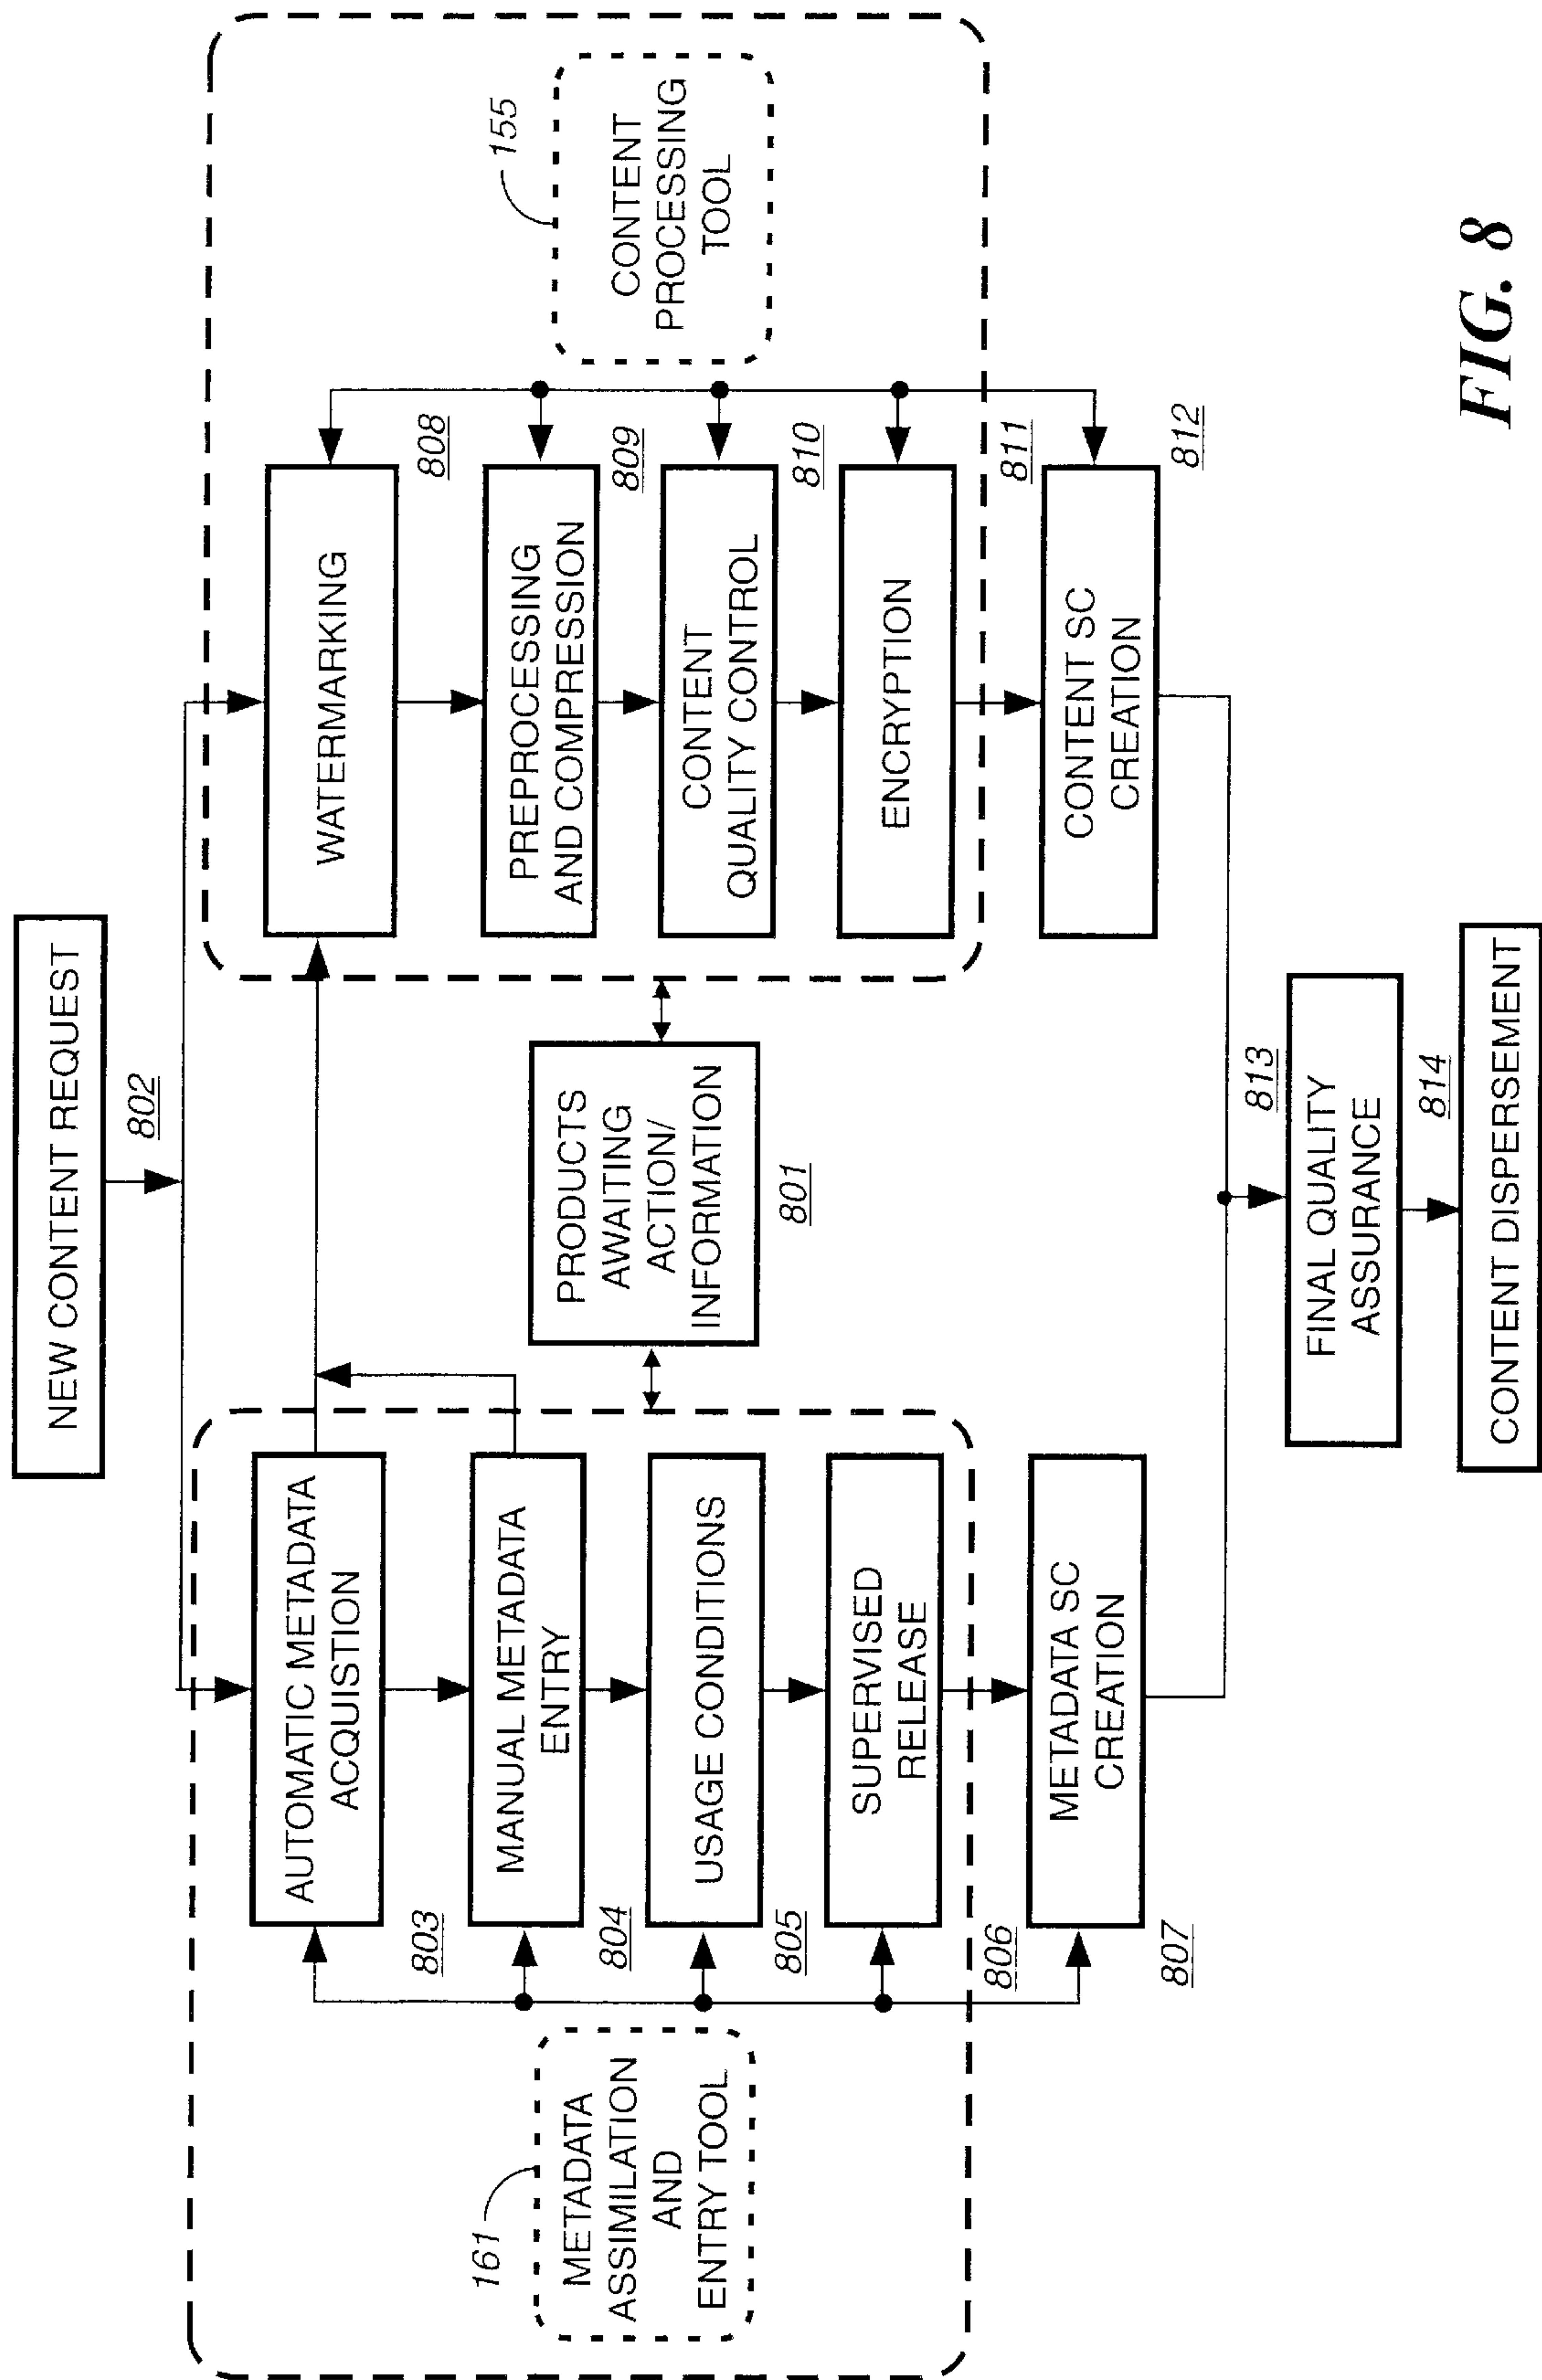 NEW CONTENT REQUEST
802
AUTOMATIC METADATA
ACQUISTION
803
MANUAL METADATA
ENTRY
804
USAGE CONDITIONS
805
SUPERVISED
RELEASE
806
METADATA SC
CREATION
807
161
METADATA
ASSIMILATION
AND
ENTRY TOOL
PRODUCTS
AWAITING
ACTION/
INFORMATION
801
WATERMARKING
808
PREPROCESSING
AND COMPRESSION
809
CONTENT
QUALITY CONTROL
810
ENCRYPTION
811
CONTENT SC
CREATION
812
155
CONTENT
PROCESSING
TOOL
813
FINAL QUALITY
ASSURANCE
814
CONTENT DISPERSEMENT
FIG. 8